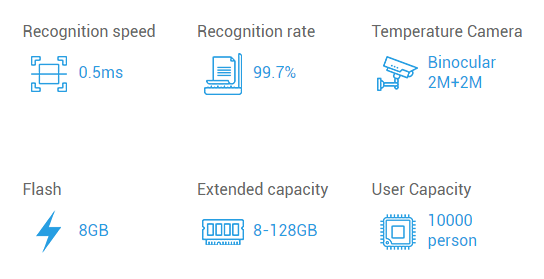 Recognition speed
0.5ms
Recognition rate
99.7%
Temperature Camera
Binocular
2M+2M
Flash
8GB
Extended capacity
8-128GB
User Capacity
10000
person